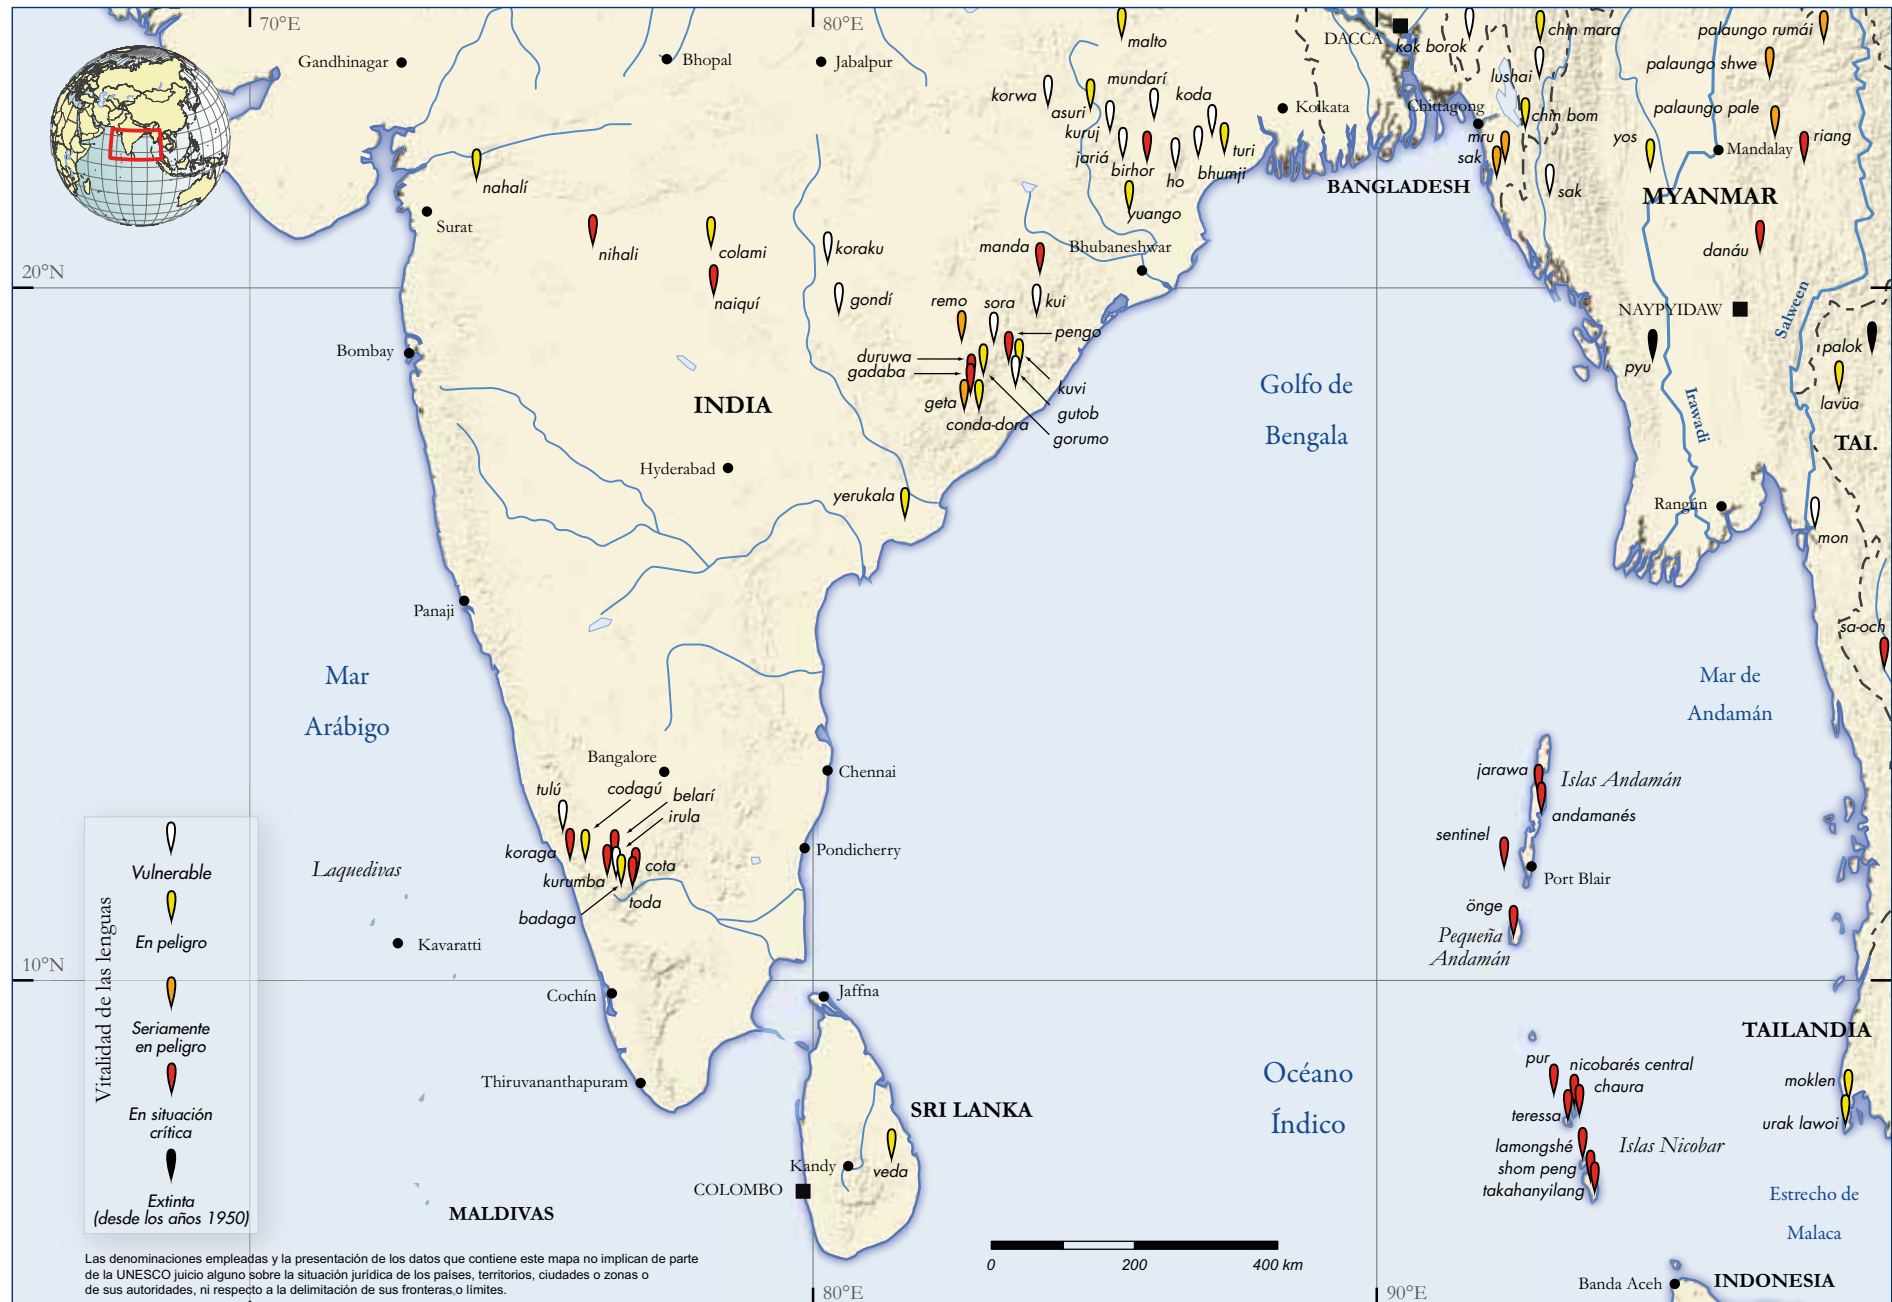 70°E
80°E
Gandhinagar
Bhopal
Jabalpur
malto
DACCA
kok borok
chin mara
palaungo rumái
lushai
palaungo shwe
korwa
asuri
mundarí
koda
Kolkata
Chittagong
chin bom
palaungo pale
kuruj
jariá
birhor
ho
bhumji
turi
mru
sak
yos
Mandalay
riang
nahalí
BANGLADESH
sak
MYANMAR
yuango
Surat
nihali
colami
koraku
manda
Bhubaneshwar
danáu
20°N
naiquí
gondí
remo
sora
kui
NAYPYIDAW
Salween
Bombay
pengo
duruwa
gadaba
pyu
palok
geta
kuvi
gutob
conda-dora
gorumo
INDIA
Golfo de
Bengala
Irawadi
lavüa
TAI.
Hyderabad
yerukala
Rangún
mon
Panaji
sa-och
Mar
Arábigo
Mar de
Andamán
Bangalore
Chennai
jarawa
Islas Andamán
tulú
codagú
belarí
irula
andamanés
sentinel
koraga
kurumba
cota
Pondicherry
Port Blair
Laquedivas
toda
badaga
önge
Pequeña
Andamán
Kavaratti
10°N
Cochín
Jaffna
TAILANDIA
Thiruvananthapuram
Océano
Índico
pur
nicobarés central
chaura
teressa
moklen
urak lawoi
SRI LANKA
lamongshé
shom peng
takahanyilang
Islas Nicobar
Kandy
veda
COLOMBO
MALDIVAS
Estrecho de
Malaca
Vitalidad de las lenguas
Vulnerable
En peligro
Seriamente
en peligro
En situación
crítica
Extinta
(desde los años 1950)
0
200
400 km
Las denominaciones empleadas y la presentación de los datos que contiene este mapa no implican de parte
de la UNESCO juicio alguno sobre la situación jurídica de los países, territorios, ciudades o zonas o
de sus autoridades, ni respecto a la delimitación de sus fronteras o límites.
80°E
90°E
Banda Aceh
INDONESIA